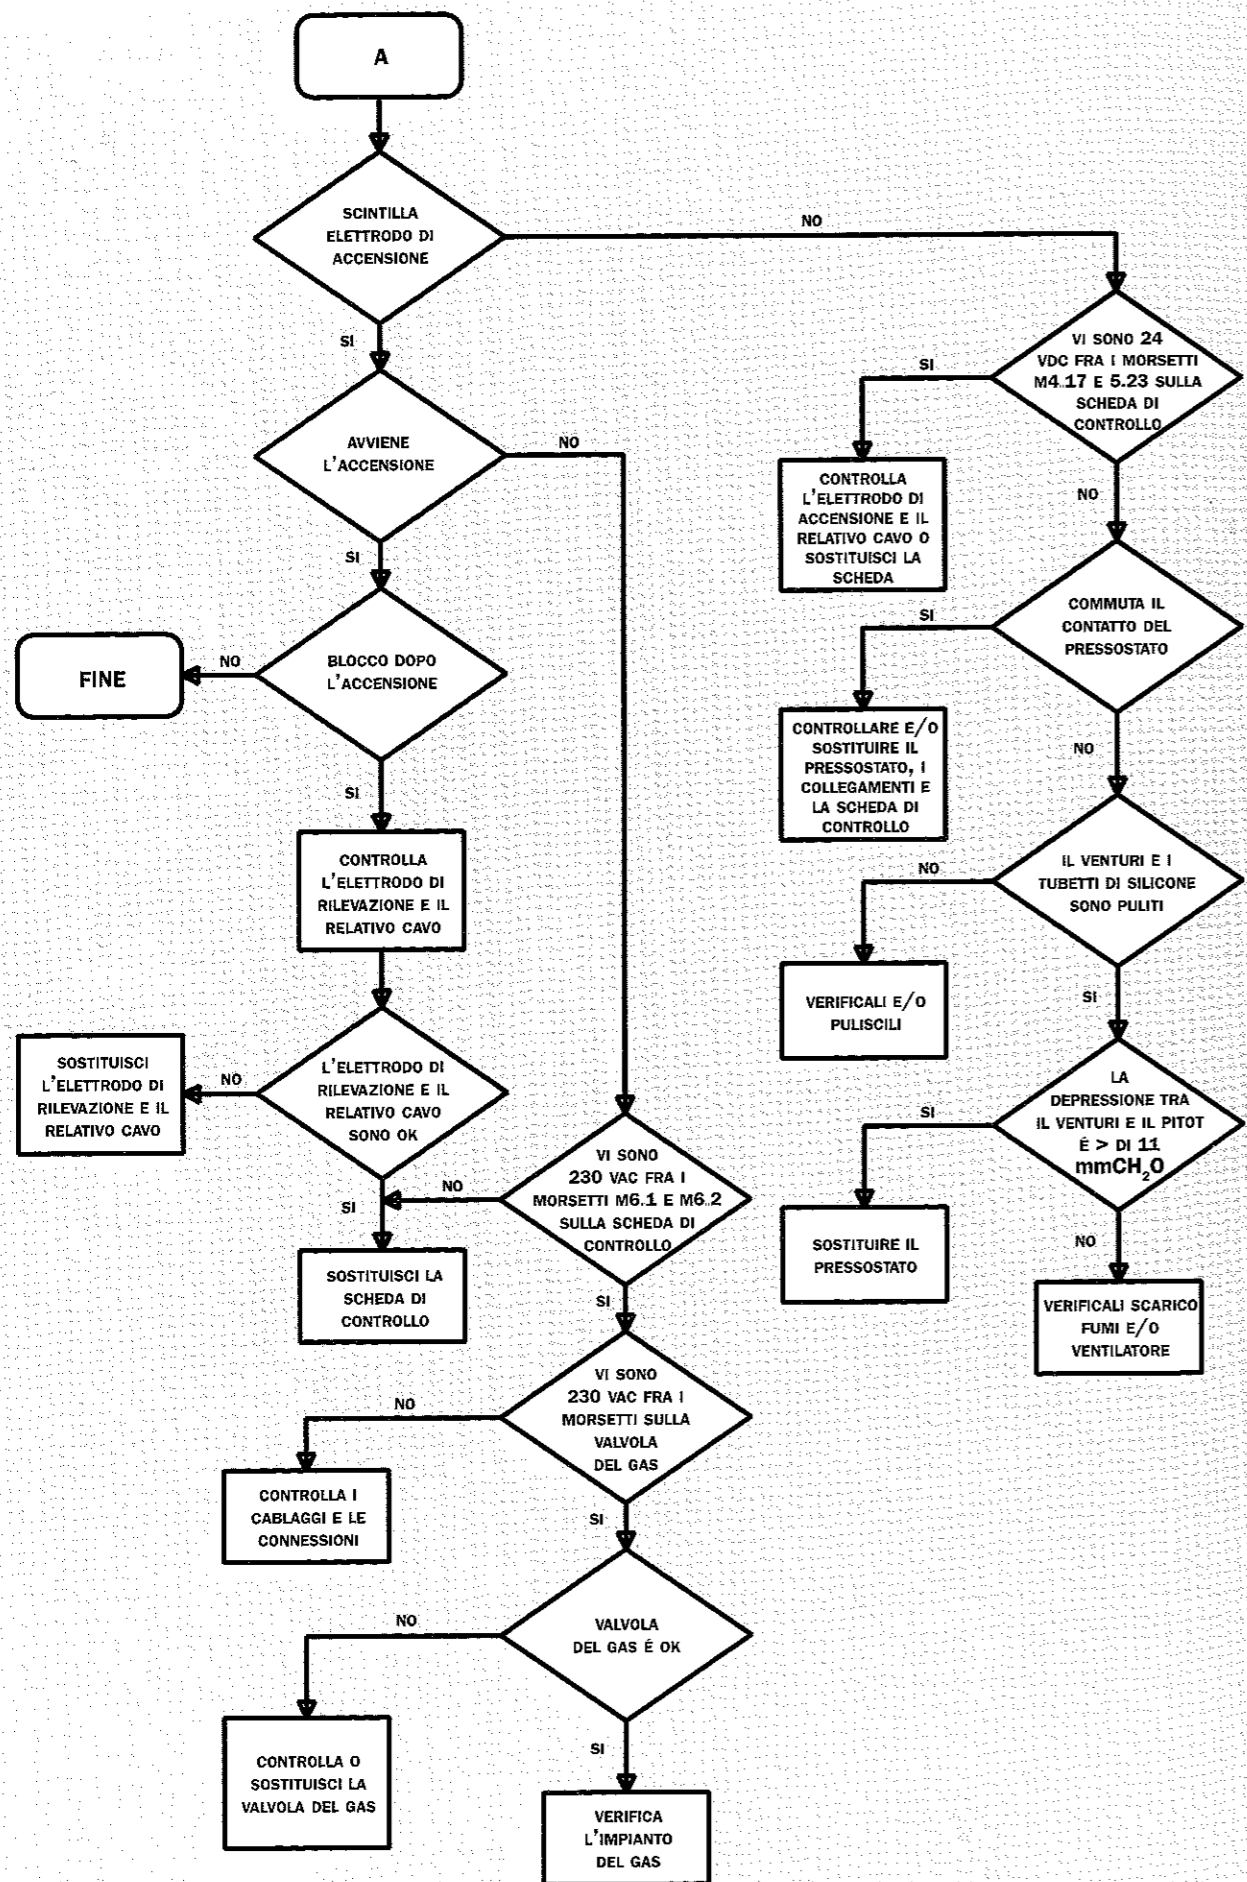 A
SCINTILLA
ELETTRODO DI
ACCENSIONE
NO
SI
VI SONO 24
VDC FRA I MORSETTI
M4.17 E 5.23 SULLA
SCHEDA DI
CONTROLLO
SI
NO
AVVIENE
L'ACCENSIONE
NO
SI
CONTROLLA
L'ELETTRODO DI
ACCENSIONE E IL
RELATIVO CAVO O
SOSTITUISCI LA
SCHEDA
COMMUTA IL
CONTATTO DEL
PRESSOSTATO
SI
NO
BLOCCO DOPO
L'ACCENSIONE
NO
FINE
SI
CONTROLLARE E/O
SOSTITUIRE IL
PRESSOSTATO, I
COLLEGAMENTI E
LA SCHEDA DI
CONTROLLO
CONTROLLA
L'ELETTRODO DI
RILEVAZIONE E IL
RELATIVO CAVO
IL VENTURI E I
TUBETTI DI SILICONE
SONO PULITI
NO
SI
VERIFICALI E/O
PULISCILI
L'ELETTRODO DI
RILEVAZIONE E IL
RELATIVO CAVO
SONO OK
NO
SOSTITUISCI
L'ELETTRODO DI
RILEVAZIONE E IL
RELATIVO CAVO
SI
LA
DEPRESSIONE TRA
IL VENTURI E IL PITOT
É > DI 11
mmCH₂O
SI
NO
VI SONO
230 VAC FRA I
MORSETTI M6.1 E M6.2
SULLA SCHEDA DI
CONTROLLO
NO
SI
SOSTITUISCI LA
SCHEDA DI
CONTROLLO
SOSTITUIRE IL
PRESSOSTATO
VERIFICALI SCARICO
FUMI E/O
VENTILATORE
VI SONO
230 VAC FRA I
MORSETTI SULLA
VALVOLA
DEL GAS
NO
SI
CONTROLLA I
CABLAGGI E LE
CONNESSIONI
VALVOLA
DEL GAS É OK
NO
SI
CONTROLLA O
SOSTITUISCI LA
VALVOLA DEL GAS
VERIFICA
L'IMPIANTO
DEL GAS